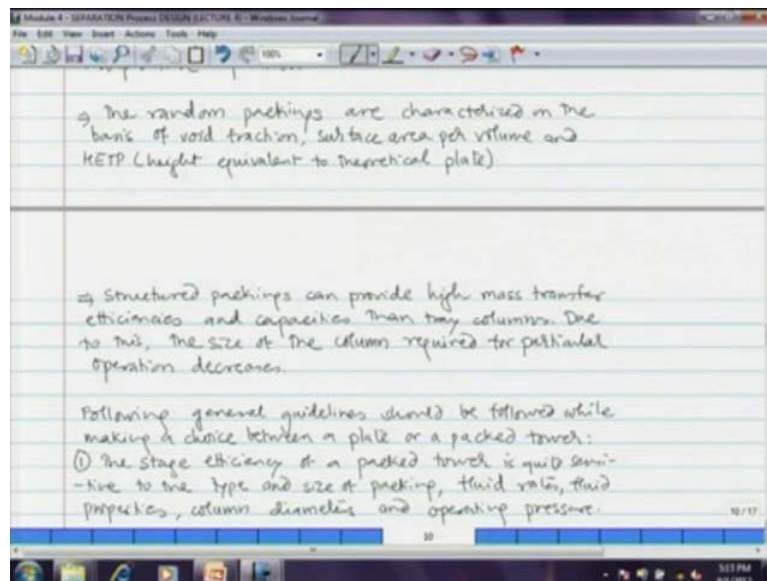 Module 4 - SEPARATION Process DESIGN (LECTURE 4) - Windows Journal
File Edit View Insert Actions Tools Help
100%
⇒ The random packings are characterized on the
basis of void fraction, surface area per volume and
HETP (height equivalent to theoretical plate)
⇒ Structured packings can provide high mass transfer
efficiencies and capacities than tray columns. Due
to this, the size of the column required for particular
operation decreases.
Following general guidelines should be followed while
making a choice between a plate or a packed tower:
① The stage efficiency of a packed tower is quite sensi-
-tive to the type and size of packing, fluid rates, fluid
properties, column diameters and operating pressure.
10/17
10
5:13 PM